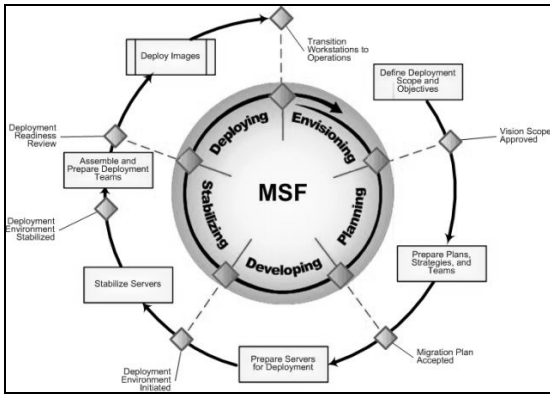 Transition
Workstations to
Operations
Deploy Images
Define Deployment
Scope and
Objectives
Deployment
Readiness
Review
Vision Scope
Approved
Assemble and
Prepare Deployment
Teams
Deploying
Envisioning
Stabilizing
MSF
Planning
Developing
Deployment
Environment
Stabilized
Prepare Plans,
Strategies, and
Teams
Stabilize Servers
Migration Plan
Accepted
Prepare Servers
for Deployment
Deployment
Environment
Initiated